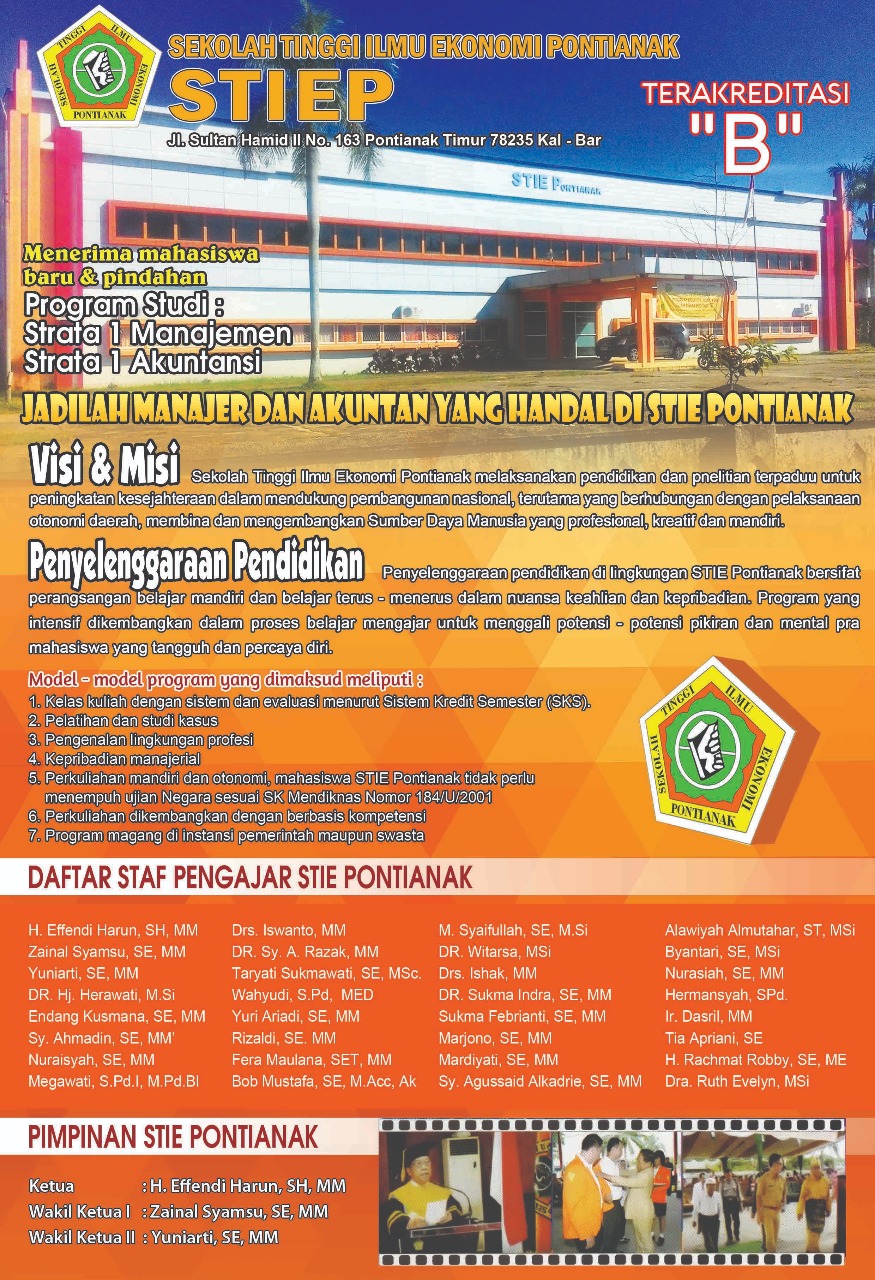 SEKOLAH TINGGI ILMU EKONOMI PONTIANAK
SEKOLAH TINGGI ILMU EKONOMI PONTIANAK
STIEP
Jl. Sultan Hamid II No. 163 Pontianak Timur 78235 Kal - Bar
TERAKREDITASI
"B"
STIE PONTIANAK
Menerima mahasiswa
baru & pindahan
Program Studi :
Strata 1 Manajemen
Strata 1 Akuntansi
JADILAH MANAJER DAN AKUNTAN YANG HANDAL DI STIE PONTIANAK
Visi & Misi Sekolah Tinggi Ilmu Ekonomi Pontianak melaksanakan pendidikan dan pnelitian terpaduu untuk
peningkatan kesejahteraan dalam mendukung pembangunan nasional, terutama yang berhubungan dengan pelaksanaan
otonomi daerah, membina dan mengembangkan Sumber Daya Manusia yang profesional, kreatif dan mandiri.
Penyelenggaraan Pendidikan Penyelenggaraan pendidikan di lingkungan STIE Pontianak bersifat
perangsangan belajar mandiri dan belajar terus - menerus dalam nuansa keahlian dan kepribadian. Program yang
intensif dikembangkan dalam proses belajar mengajar untuk menggali potensi - potensi pikiran dan mental pra
mahasiswa yang tangguh dan percaya diri.
Model - model program yang dimaksud meliputi :
1. Kelas kuliah dengan sistem dan evaluasi menurut Sistem Kredit Semester (SKS).
2. Pelatihan dan studi kasus
3. Pengenalan lingkungan profesi
4. Kepribadian manajerial
5. Perkuliahan mandiri dan otonomi, mahasiswa STIE Pontianak tidak perlu
menempuh ujian Negara sesuai SK Mendiknas Nomor 184/U/2001
6. Perkuliahan dikembangkan dengan berbasis kompetensi
7. Program magang di instansi pemerintah maupun swasta
SEKOLAH TINGGI ILMU EKONOMI PONTIANAK
DAFTAR STAF PENGAJAR STIE PONTIANAK
H. Effendi Harun, SH, MM
Zainal Syamsu, SE, MM
Yuniarti, SE, MM
DR. Hj. Herawati, M.Si
Endang Kusmana, SE, MM
Sy. Ahmadin, SE, MM'
Nuraisyah, SE, MM
Megawati, S.Pd.I, M.Pd.BI
Drs. Iswanto, MM
DR. Sy. A. Razak, MM
Taryati Sukmawati, SE, MSc.
Wahyudi, S.Pd, MED
Yuri Ariadi, SE, MM
Rizaldi, SE. MM
Fera Maulana, SET, MM
Bob Mustafa, SE, M.Acc, Ak
M. Syaifullah, SE, M.Si
DR. Witarsa, MSi
Drs. Ishak, MM
DR. Sukma Indra, SE, MM
Sukma Febrianti, SE, MM
Marjono, SE, MM
Mardiyati, SE, MM
Sy. Agussaid Alkadrie, SE, MM
Alawiyah Almutahar, ST, MSi
Byantari, SE, MSi
Nurasiah, SE, MM
Hermansyah, SPd.
Ir. Dasril, MM
Tia Apriani, SE
H. Rachmat Robby, SE, ME
Dra. Ruth Evelyn, MSi
PIMPINAN STIE PONTIANAK
Ketua : H. Effendi Harun, SH, MM
Wakil Ketua I : Zainal Syamsu, SE, MM
Wakil Ketua II : Yuniarti, SE, MM